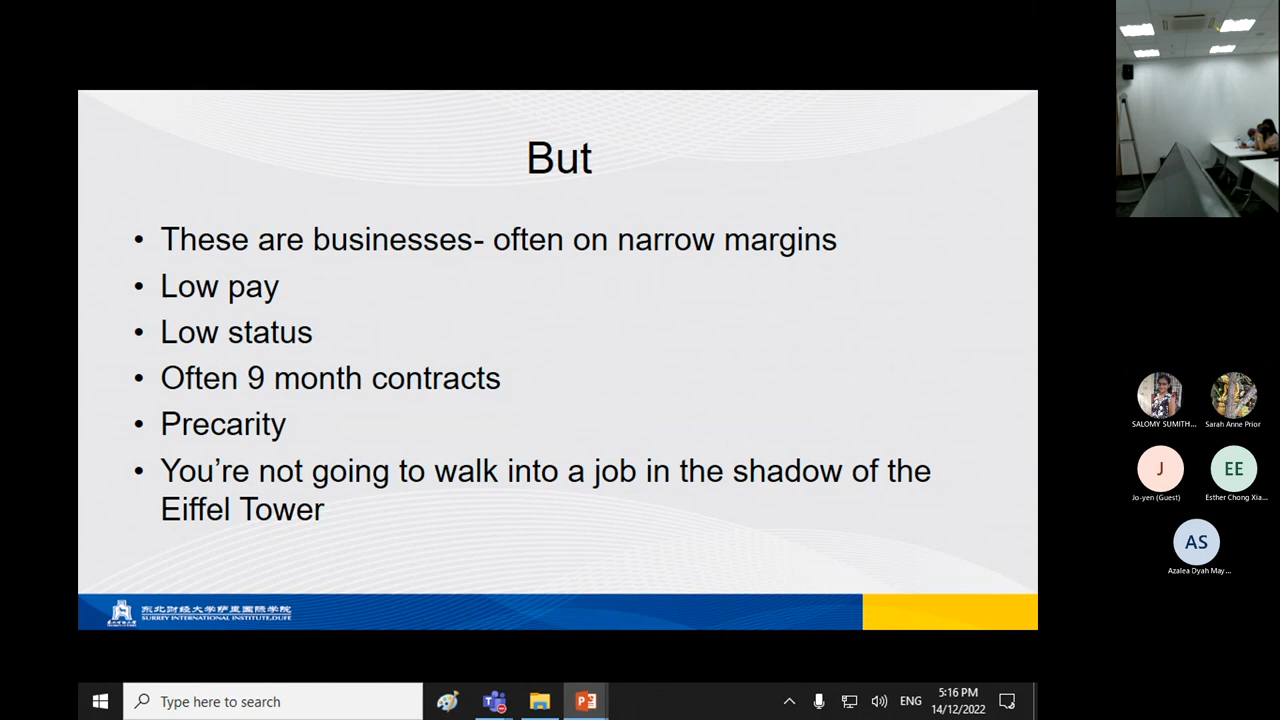 But
• These are businesses- often on narrow margins
• Low pay
• Low status
• Often 9 month contracts
• Precarity
• You’re not going to walk into a job in the shadow of the
Eiffel Tower
东北财经大学萨里国际学院
SURREY INTERNATIONAL INSTITUTE,DUFE
SALOMY SUMITH...
Sarah Anne Prior
J
Jo-yen (Guest)
EE
Esther Chong Xia...
AS
Azalea Dyah May...
Type here to search
ENG
5:16 PM
14/12/2022